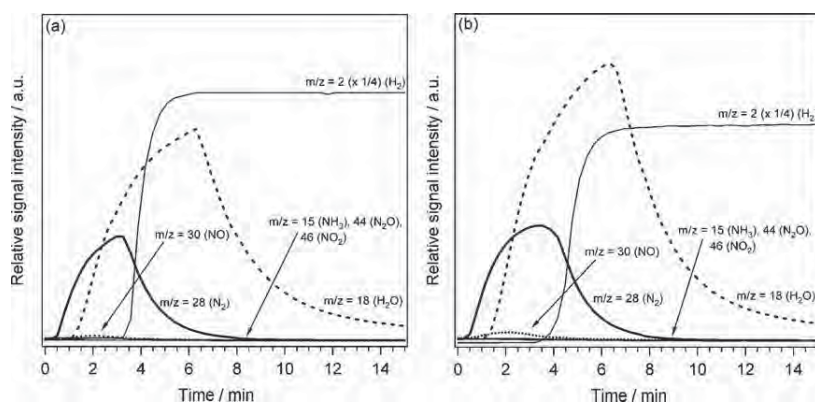 (a)
Relative signal intensity / a.u.
m/z = 2 (x 1/4) (H₂)
m/z = 15 (NH₃), 44 (N₂O),
46 (NO₂)
m/z = 30 (NO)
m/z = 28 (N₂)
m/z = 18 (H₂O)
0 2 4 6 8 10 12 14
Time / min
(b)
Relative signal intensity / a.u.
m/z = 2 (x 1/4) (H₂
m/z = 15 (NH₃), 44 (N₂O),
46 (NO₂)
m/z = 30 (NO)
m/z = 28 (N₂)
m/z = 18 (H₂O)
0 2 4 6 8 10 12 14
Time / min